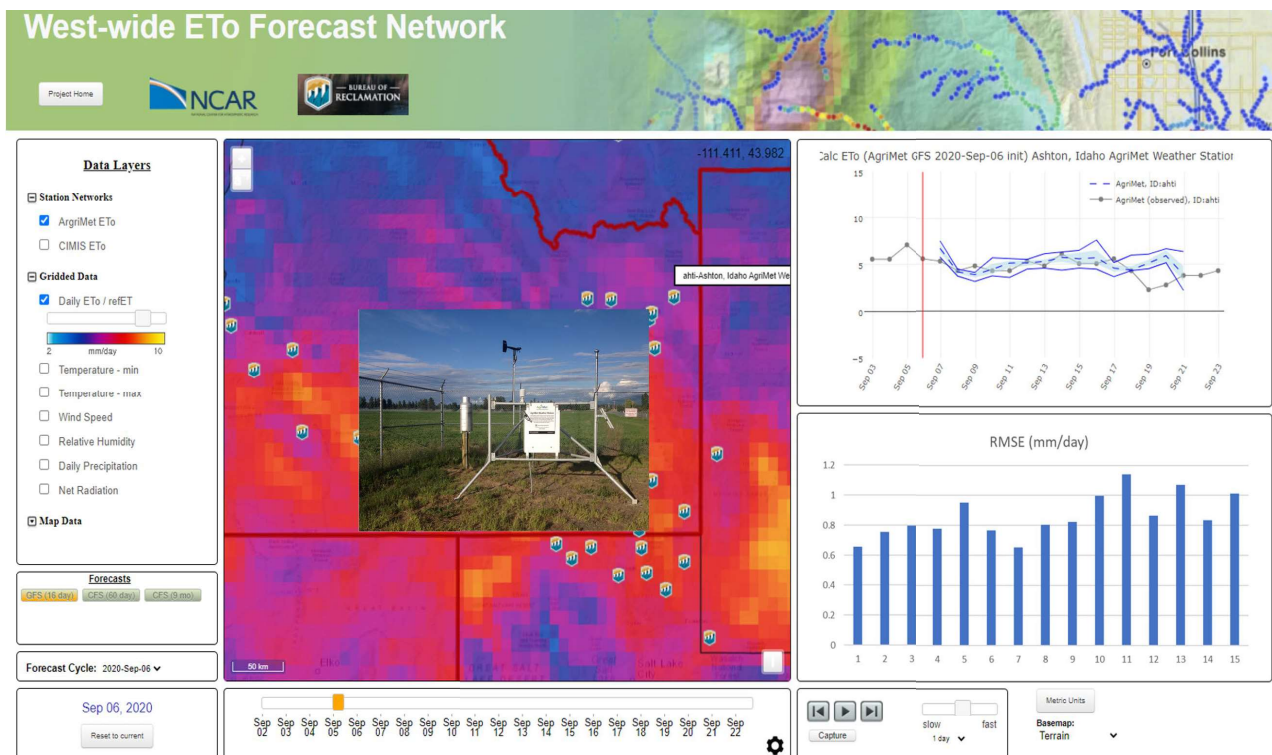 West-wide ETo Forecast Network
Fort Collins
Project Home
NCAR
NATIONAL CENTER FOR ATMOSPHERIC RESEARCH
BUREAU OF
RECLAMATION
Data Layers
Station Networks
ArgriMet ETo
CIMIS ETo
Gridded Data
Daily ETo / refET
2 mm/day 10
Temperature - min
Temperature - max
Wind Speed
Relative Humidity
Daily Precipitation
Net Radiation
Map Data
Forecasts
GFS (16 day) CFS (60 day) CFS (9 mo)
Forecast Cycle: 2020-Sep-06
Sep 06, 2020
Reset to current
-111.411, 43.982
ahti-Ashton, Idaho AgriMet We
50 km
Elko
GREAT SALT
Salt Lake
City
Sep 02 Sep 03 Sep 04 Sep 05 Sep 06 Sep 07 Sep 08 Sep 09 Sep 10 Sep 11 Sep 12 Sep 13 Sep 14 Sep 15 Sep 16 Sep 17 Sep 18 Sep 19 Sep 20 Sep 21 Sep 22
Calc ETo (AgriMet GFS 2020-Sep-06 init) Ashton, Idaho AgriMet Weather Station
AgriMet, ID:ahti
AgriMet (observed), ID:ahti
15
10
5
0
−5
Sep 03 Sep 05 Sep 07 Sep 09 Sep 11 Sep 13 Sep 15 Sep 17 Sep 19 Sep 21 Sep 23
RMSE (mm/day)
1.2
1
0.8
0.6
0.4
0.2
0
1 2 3 4 5 6 7 8 9 10 11 12 13 14 15
slow fast
Capture
1 day
Metric Units
Basemap:
Terrain